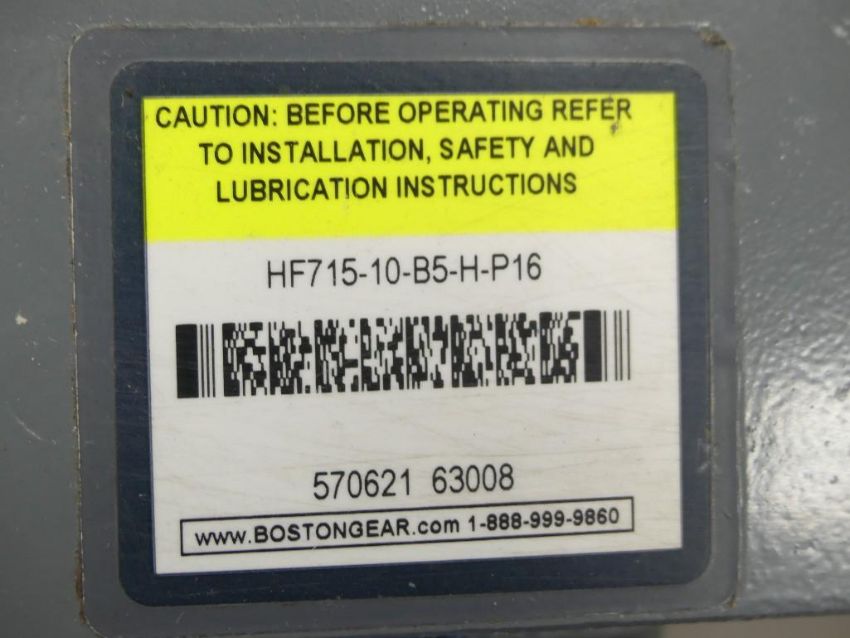 CAUTION: BEFORE OPERATING REFER
TO INSTALLATION, SAFETY AND
LUBRICATION INSTRUCTIONS
HF715-10-B5-H-P16
570621 63008
www.BOSTONGEAR.com 1-888-999-9860